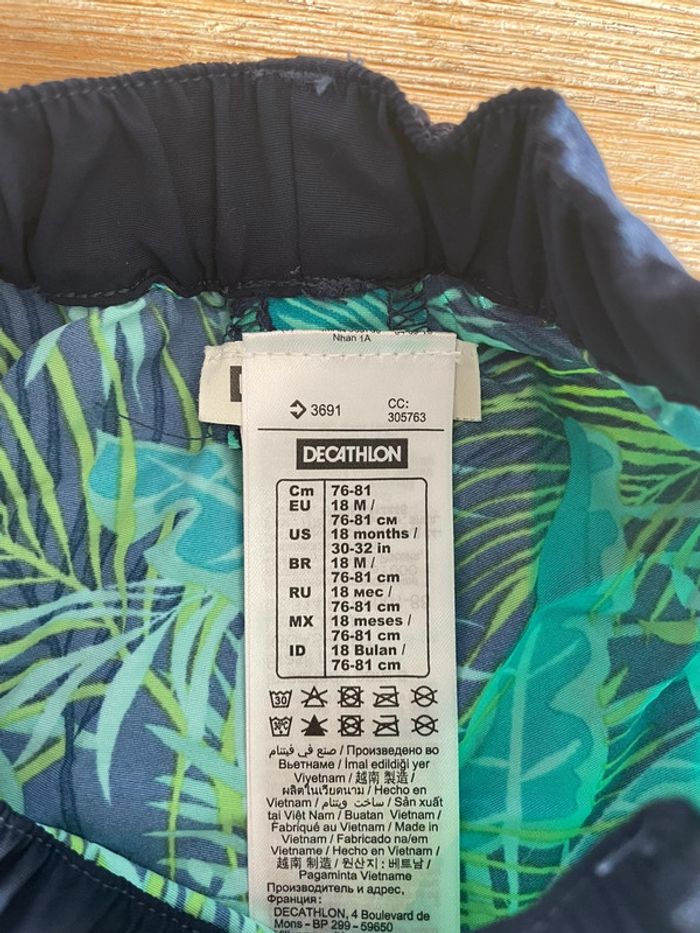 Nhan 1A
3691
CC:
305763
DECATHLON
Cm 76-81
EU 18 M /
76-81 см
US 18 months /
30-32 in
BR 18 M /
76-81 cm
RU 18 мес /
76-81 cm
MX 18 meses /
76-81 cm
ID 18 Bulan /
76-81 cm
30
صنع في فيتنام / Произведено во
Вьетнаме / İmal edildiği yer
Viyetnam / 越南 製造 /
ผลิตในเวียดนาม / Hecho en
Vietnam / ساخت ویتنام / Sản xuất
tại Việt Nam / Buatan Vietnam /
Fabriqué au Vietnam / Made in
Vietnam / Fabricado na/em
Vietname / Hecho en Vietnam /
越南 制造 / 원산지 : 베트남 /
Pagaminta Vietname
Производитель и адрес,
Франция :
DECATHLON, 4 Boulevard de
Mons - BP 299 - 59650